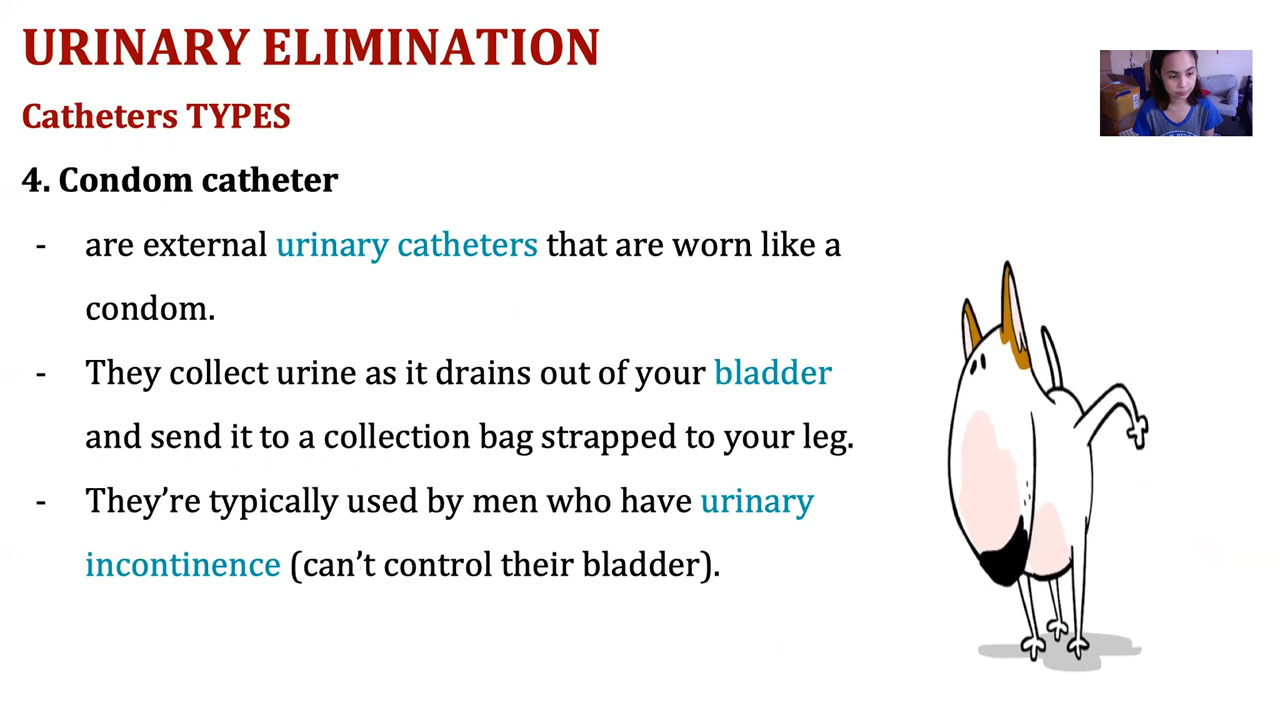 URINARY ELIMINATION
Catheters TYPES
4. Condom catheter
- are external urinary catheters that are worn like a
condom.
- They collect urine as it drains out of your bladder
and send it to a collection bag strapped to your leg.
- They’re typically used by men who have urinary
incontinence (can’t control their bladder).